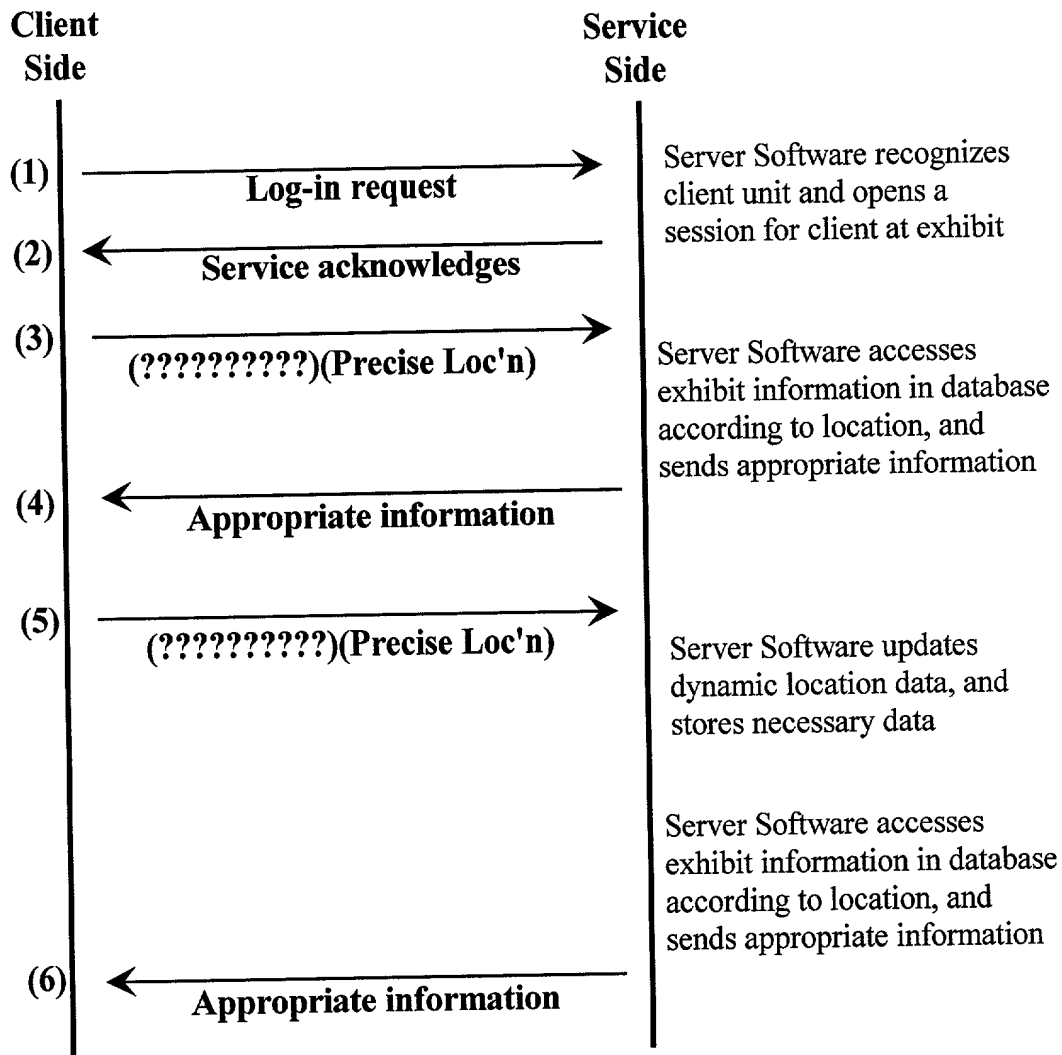 Client
Side
Service
Side
(1)
Log-in request
Server Software recognizes
client unit and opens a
session for client at exhibit
(2)
Service acknowledges
(3)
(??????????)(Precise Loc'n)
Server Software accesses
exhibit information in database
according to location, and
sends appropriate information
(4)
Appropriate information
(5)
(??????????)(Precise Loc'n)
Server Software updates
dynamic location data, and
stores necessary data
Server Software accesses
exhibit information in database
according to location, and
sends appropriate information
(6)
Appropriate information